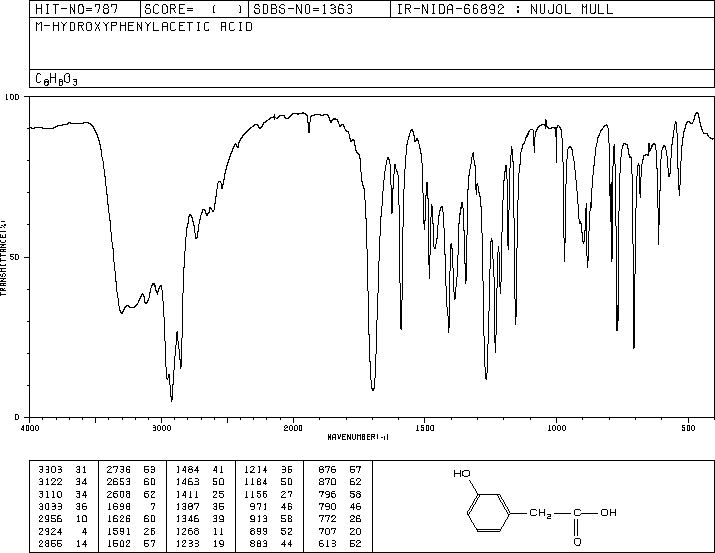 HIT-NO=787 SCORE= ( ) SDBS-NO=1363 IR-NIDA-66892 : NUJOL MULL
M-HYDROXYPHENYLACETIC ACID
C8H8O3
100
50
0
TRANSMITTANCE(%)
4000 3000 2000 1500 1000 500
WAVENUMBER(-1)
3303 31 2736 53 1484 41 1214 36 876 57
3122 34 2653 60 1463 50 1184 50 870 62
3110 34 2608 62 1411 25 1156 27 796 58
3033 36 1698 7 1387 36 971 46 790 46
2956 10 1626 60 1346 39 913 58 772 26
2924 4 1591 26 1268 11 899 52 707 20
2855 14 1502 57 1233 19 883 44 613 52
HO
CH2 C OH
O